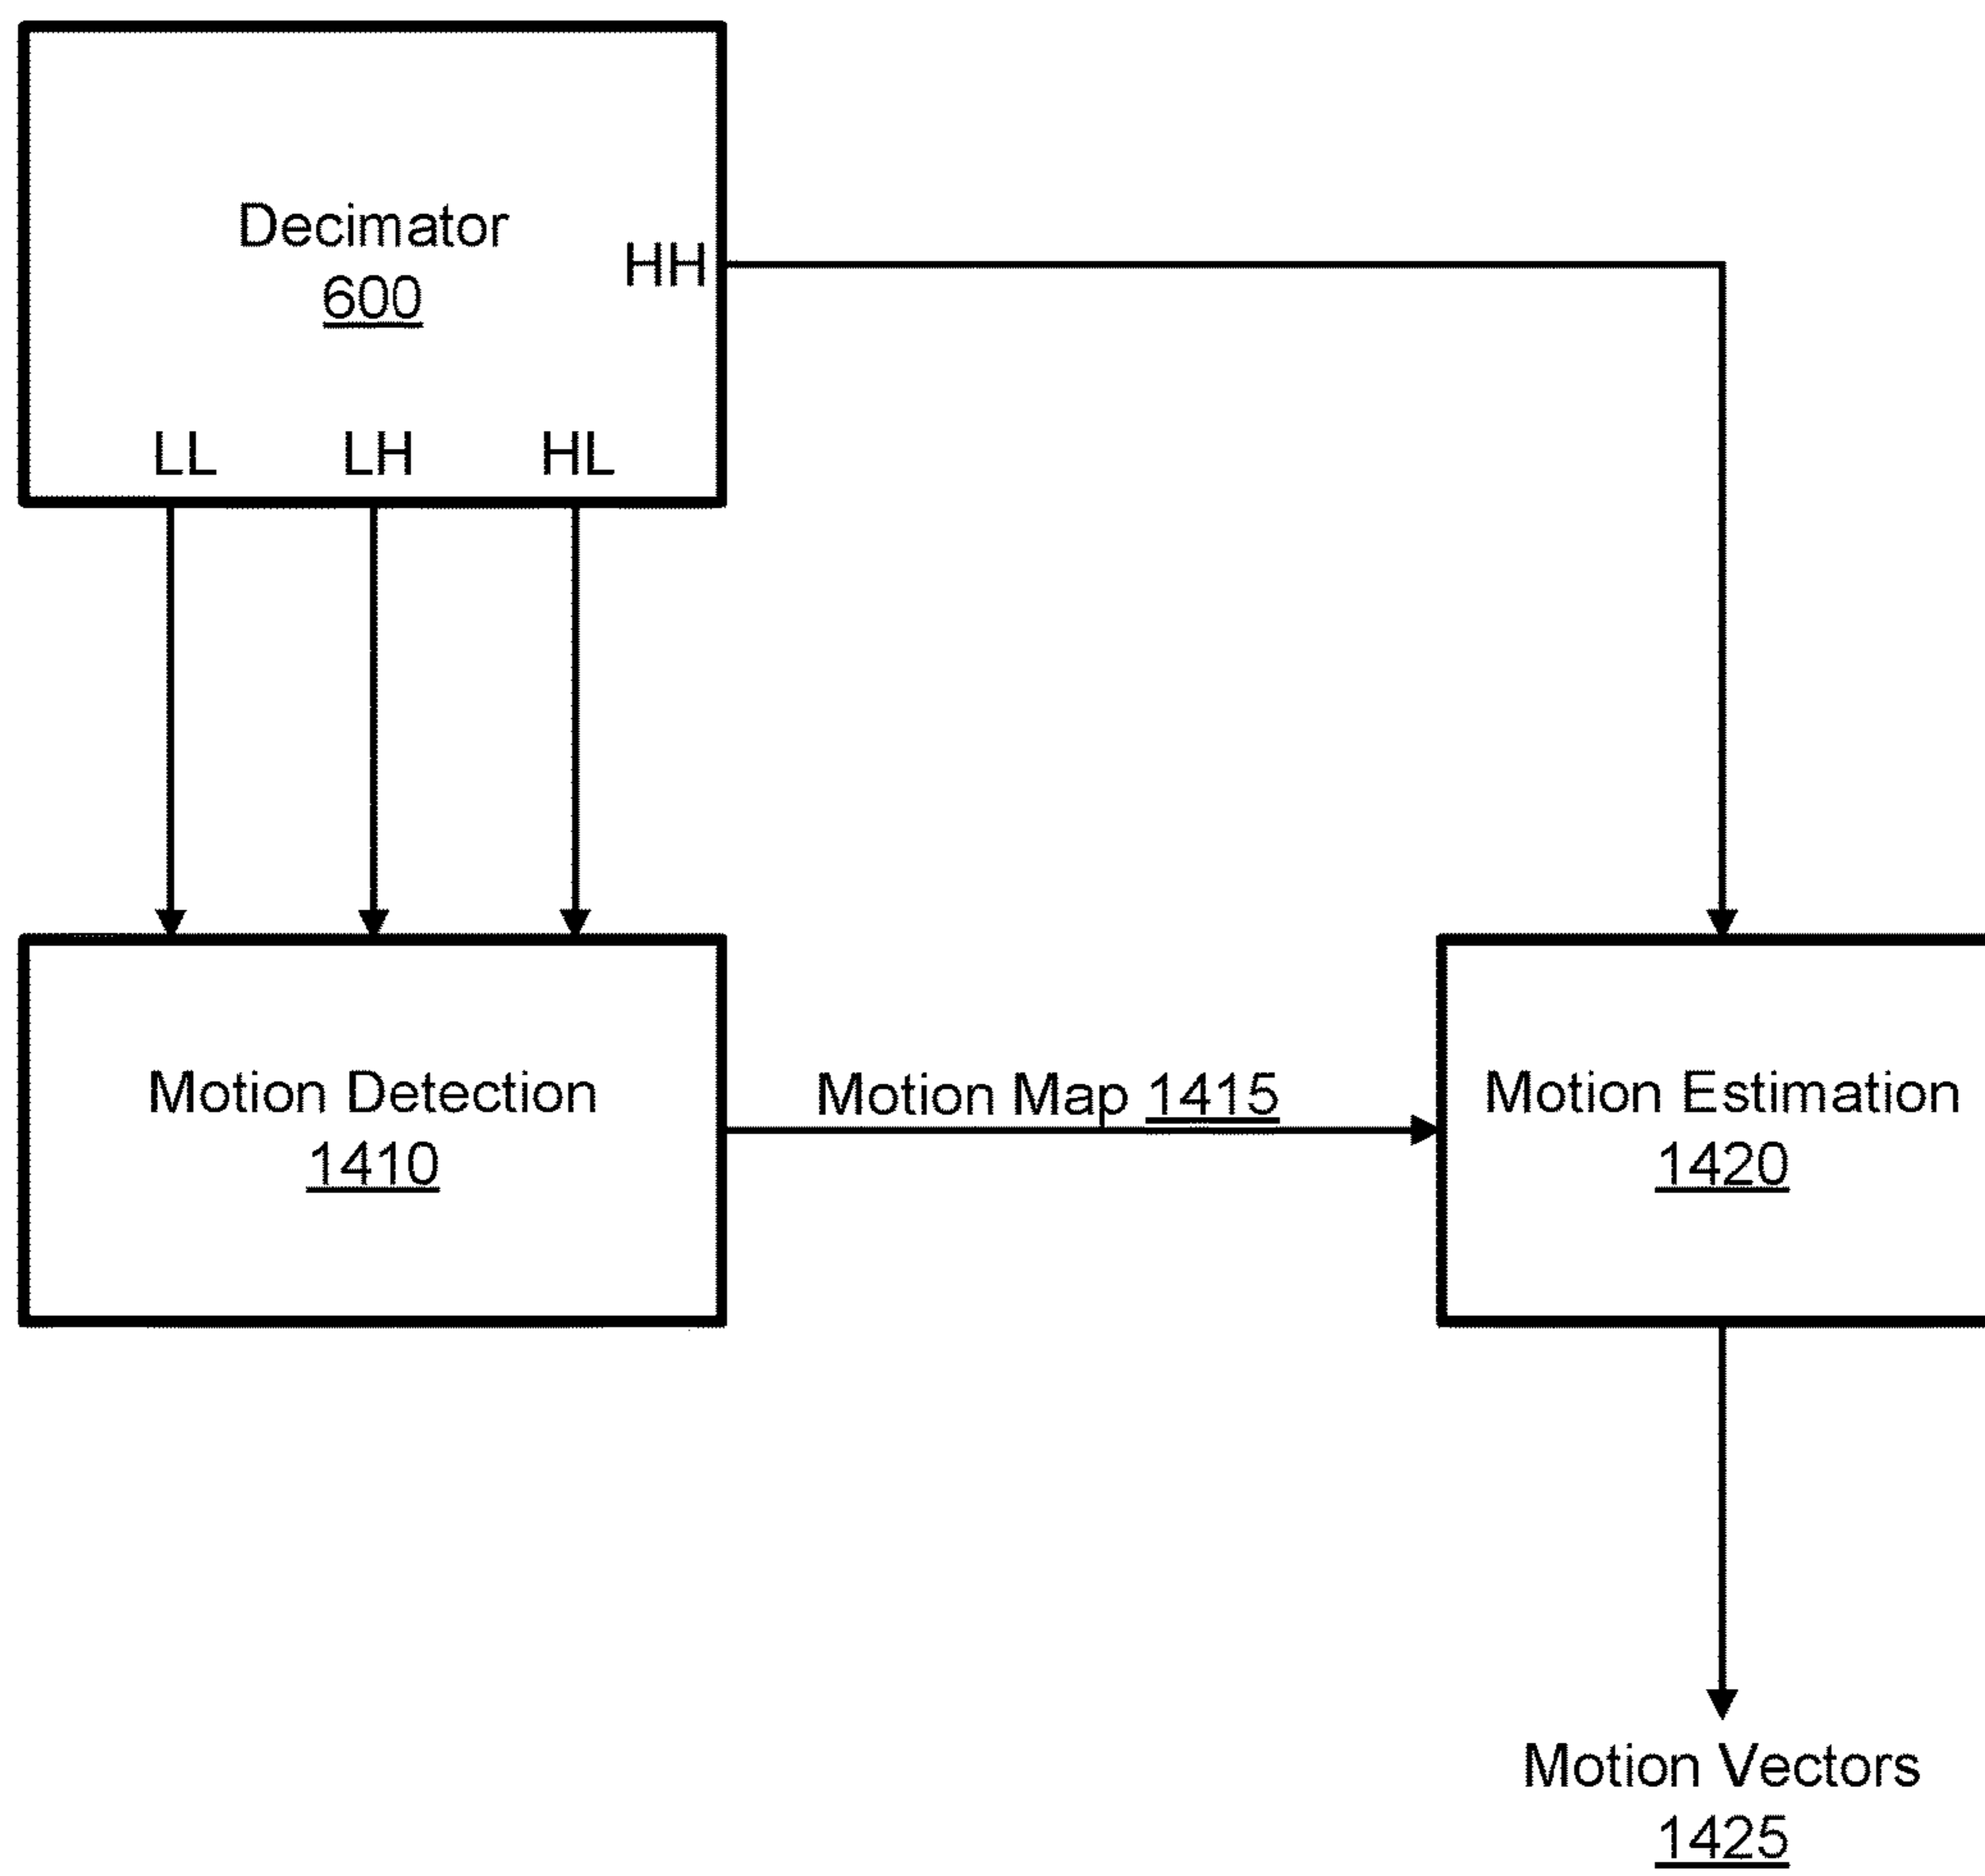 Decimator
600
HH
LL LH HL
Motion Detection
1410
Motion Map 1415
Motion Estimation
1420
Motion Vectors
1425